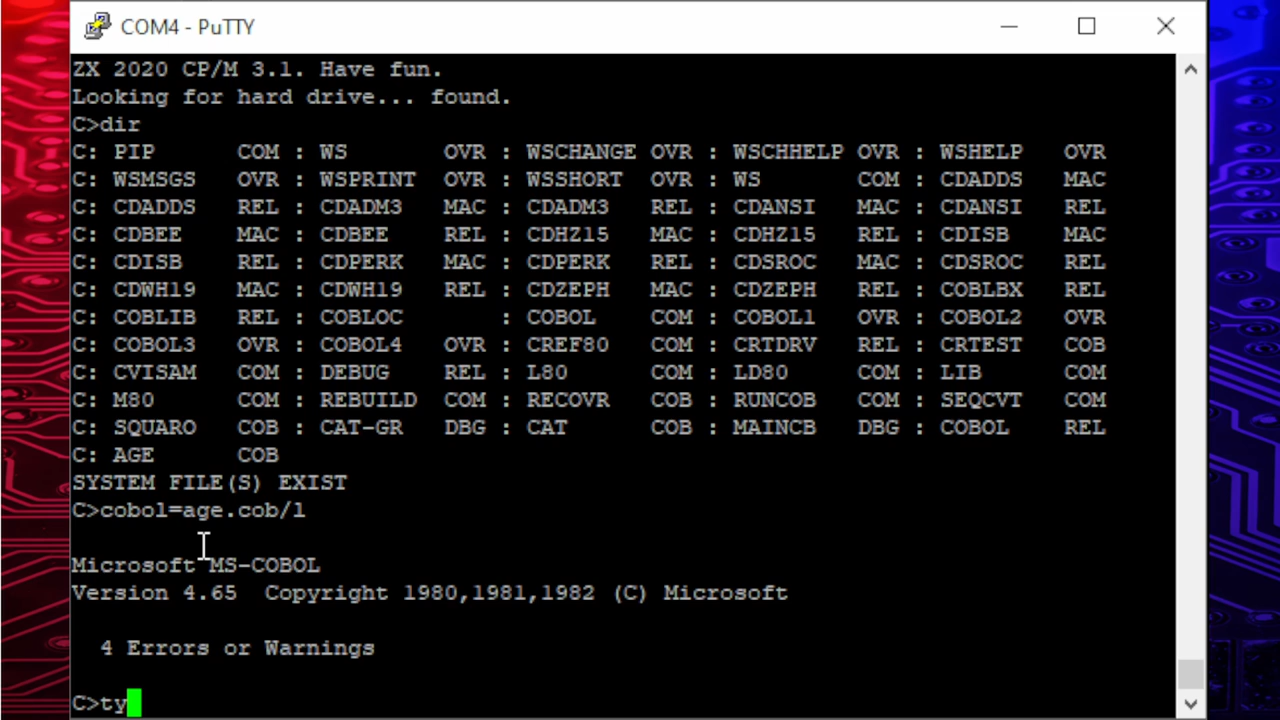 COM4 - PuTTY
ZX 2020 CP/M 3.1. Have fun.
Looking for hard drive... found.
C>dir
C: PIP      COM : WS       OVR : WSCHANGE OVR : WSCHHELP OVR : WSHELP   OVR
C: WSMSGS   OVR : WSPRINT  OVR : WSSHORT  OVR : WS       COM : CDADDS   MAC
C: CDADDS   REL : CDADM3   MAC : CDADM3   REL : CDANSI   MAC : CDANSI   REL
C: CDBEE    MAC : CDBEE    REL : CDHZ15   MAC : CDHZ15   REL : CDISB    MAC
C: CDISB    REL : CDPERK   MAC : CDPERK   REL : CDSROC   MAC : CDSROC   REL
C: CDWH19   MAC : CDWH19   REL : CDZEPH   MAC : CDZEPH   REL : COBLBX   REL
C: COBLIB   REL : COBLOC       : COBOL    COM : COBOL1   OVR : COBOL2   OVR
C: COBOL3   OVR : COBOL4   OVR : CREF80   COM : CRTDRV   REL : CRTEST   COB
C: CVISAM   COM : DEBUG    REL : L80      COM : LD80     COM : LIB      COM
C: M80      COM : REBUILD  COM : RECOVR   COB : RUNCOB   COM : SEQCVT   COM
C: SQUARO   COB : CAT-GR   DBG : CAT      COB : MAINCB   DBG : COBOL    REL
C: AGE      COB
SYSTEM FILE(S) EXIST
C>cobol=age.cob/l
Microsoft MS-COBOL
Version 4.65  Copyright 1980,1981,1982 (C) Microsoft
4 Errors or Warnings
C>ty